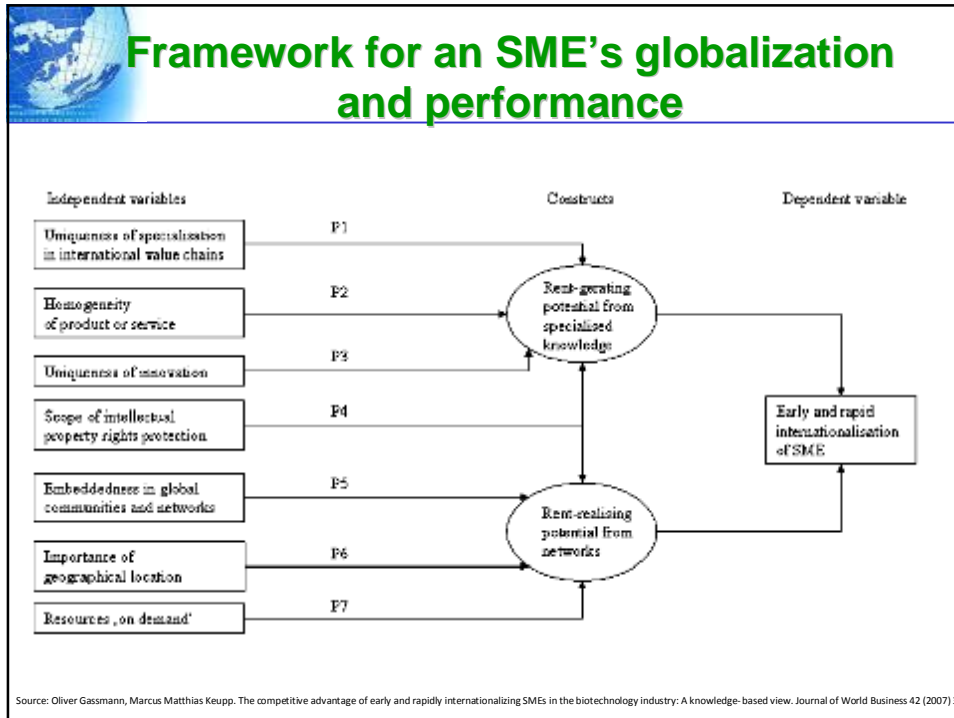 Framework for an SME's globalization
and performance
Independent variables
Constructs
Dependent variable
Uniqueness of specialisation
in international value chains
P1
Homogeneity
of product or service
P2
Rent-gerating
potential from
specialised
knowledge
Uniqueness of innovation
P3
Scope of intellectual
property rights protection
P4
Early and rapid
internationalisation
of SME
Embeddedness in global
communities and networks
P5
Rent-realising
potential from
networks
Importance of
geographical location
P6
Resources „on demand'
P7
Source: Oliver Gassmann, Marcus Matthias Keupp. The competitive advantage of early and rapidly internationalizing SMEs in the biotechnology industry: A knowledge- based view. Journal of World Business 42 (2007)